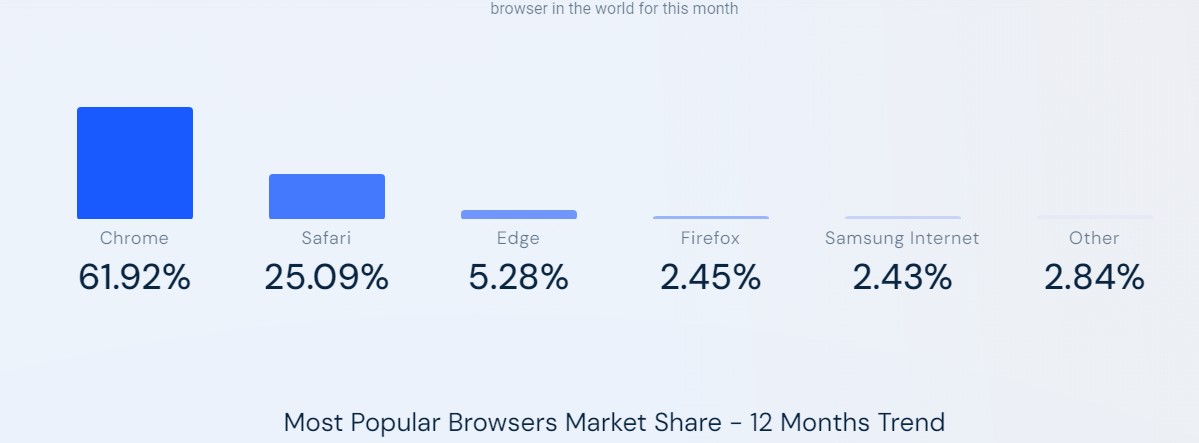 browser in the world for this month
Chrome Safari Edge Firefox Samsung Internet Other
61.92% 25.09% 5.28% 2.45% 2.43% 2.84%
Most Popular Browsers Market Share - 12 Months Trend